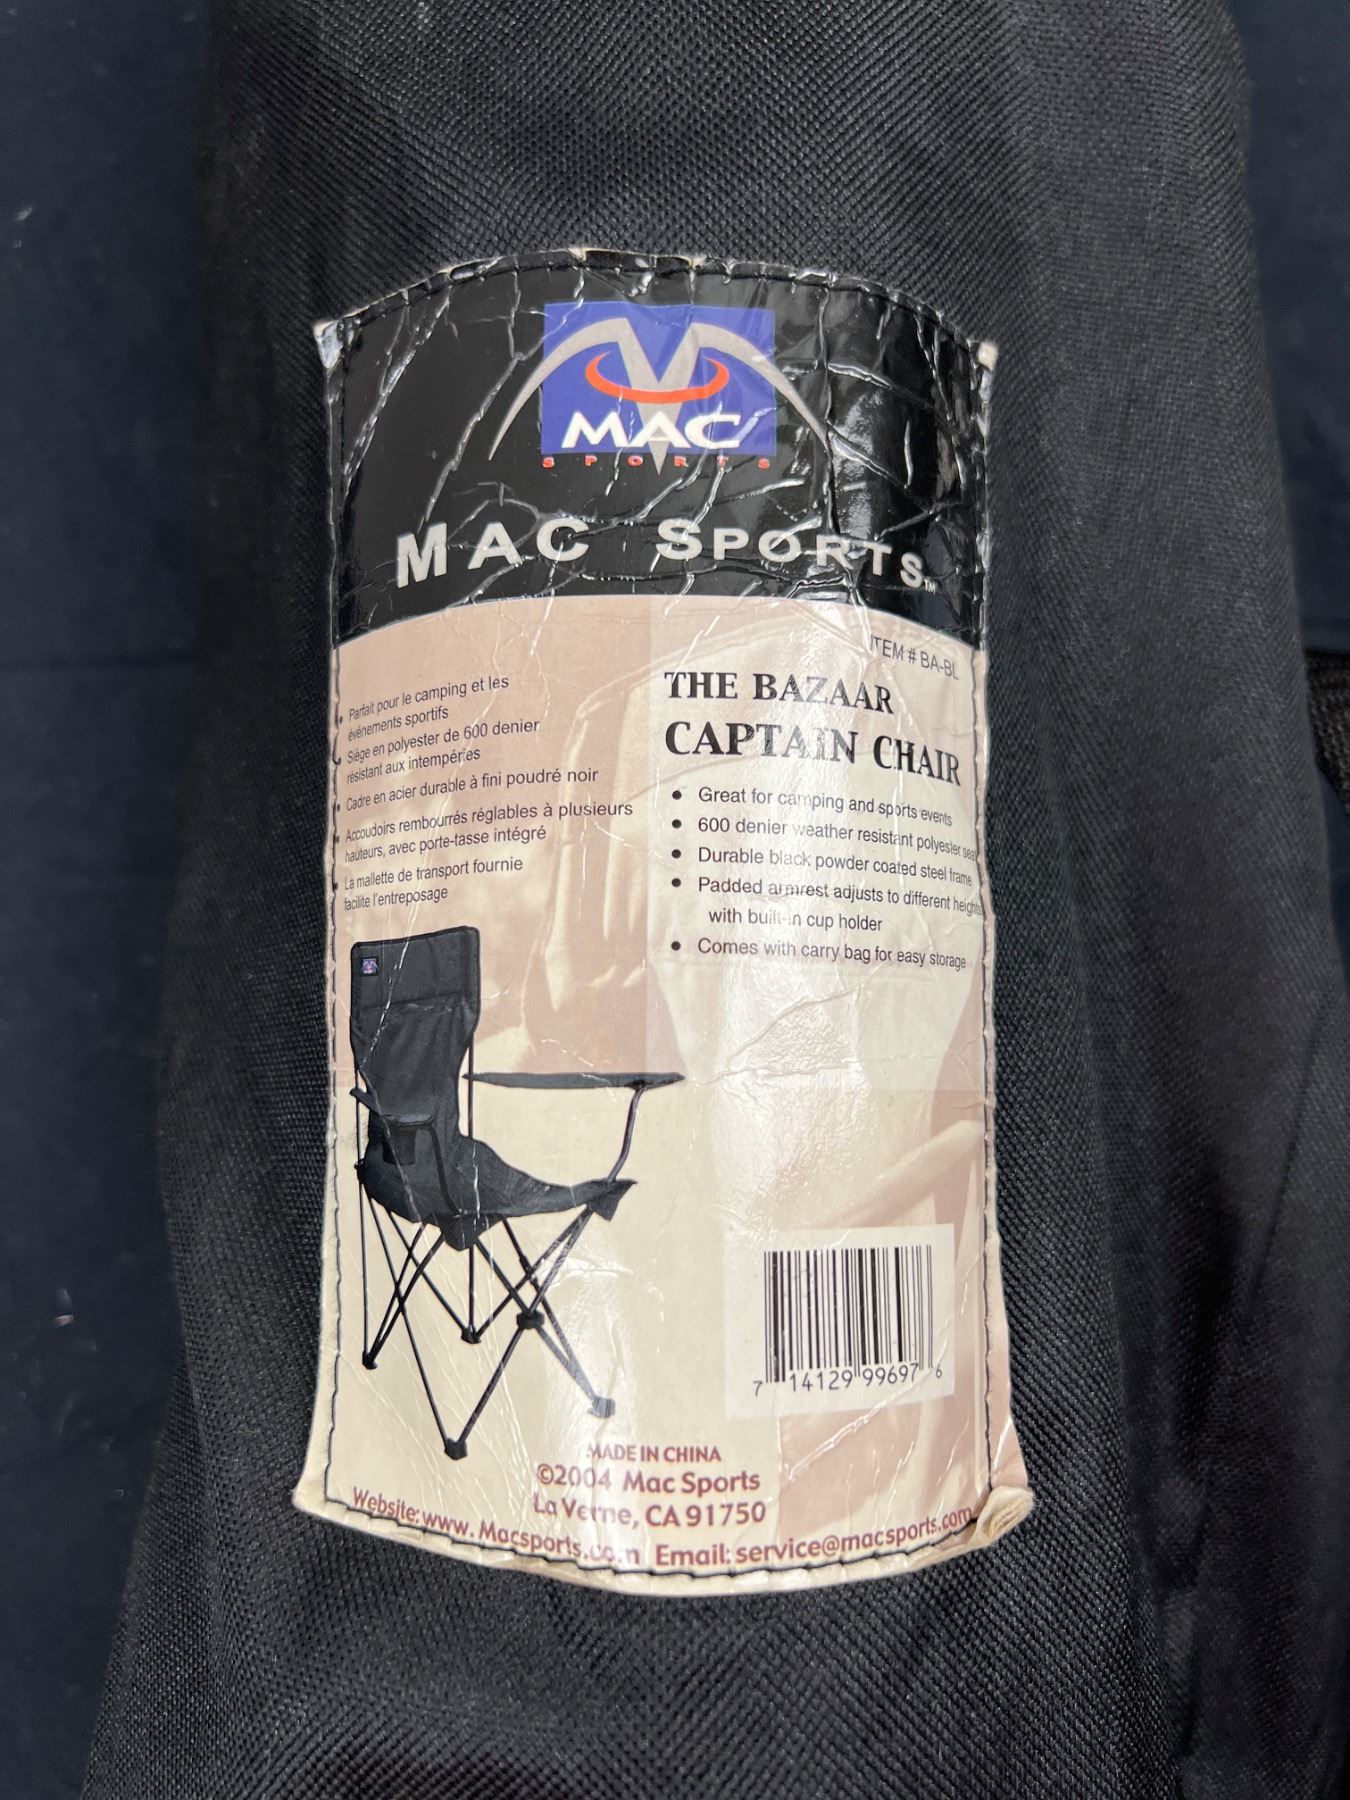 MAC
SPORTS
MAC SPORTS™
ITEM # BA-BL
• Parfait pour le camping et les
événements sportifs
• Siège en polyester de 600 denier
résistant aux intempéries
• Cadre en acier durable à fini poudré noir
• Accoudoirs rembourrés réglables à plusieurs
hauteurs, avec porte-tasse intégré
• La mallette de transport fournie
facilite l'entreposage
THE BAZAAR
CAPTAIN CHAIR
• Great for camping and sports events
• 600 denier weather resistant polyester seat
• Durable black powder coated steel frame
• Padded armrest adjusts to different heights
with built-in cup holder
• Comes with carry bag for easy storage
7 14129 99697 6
MADE IN CHINA
©2004 Mac Sports
La Verne, CA 91750
Website: www.Macsports.com Email: service@macsports.com